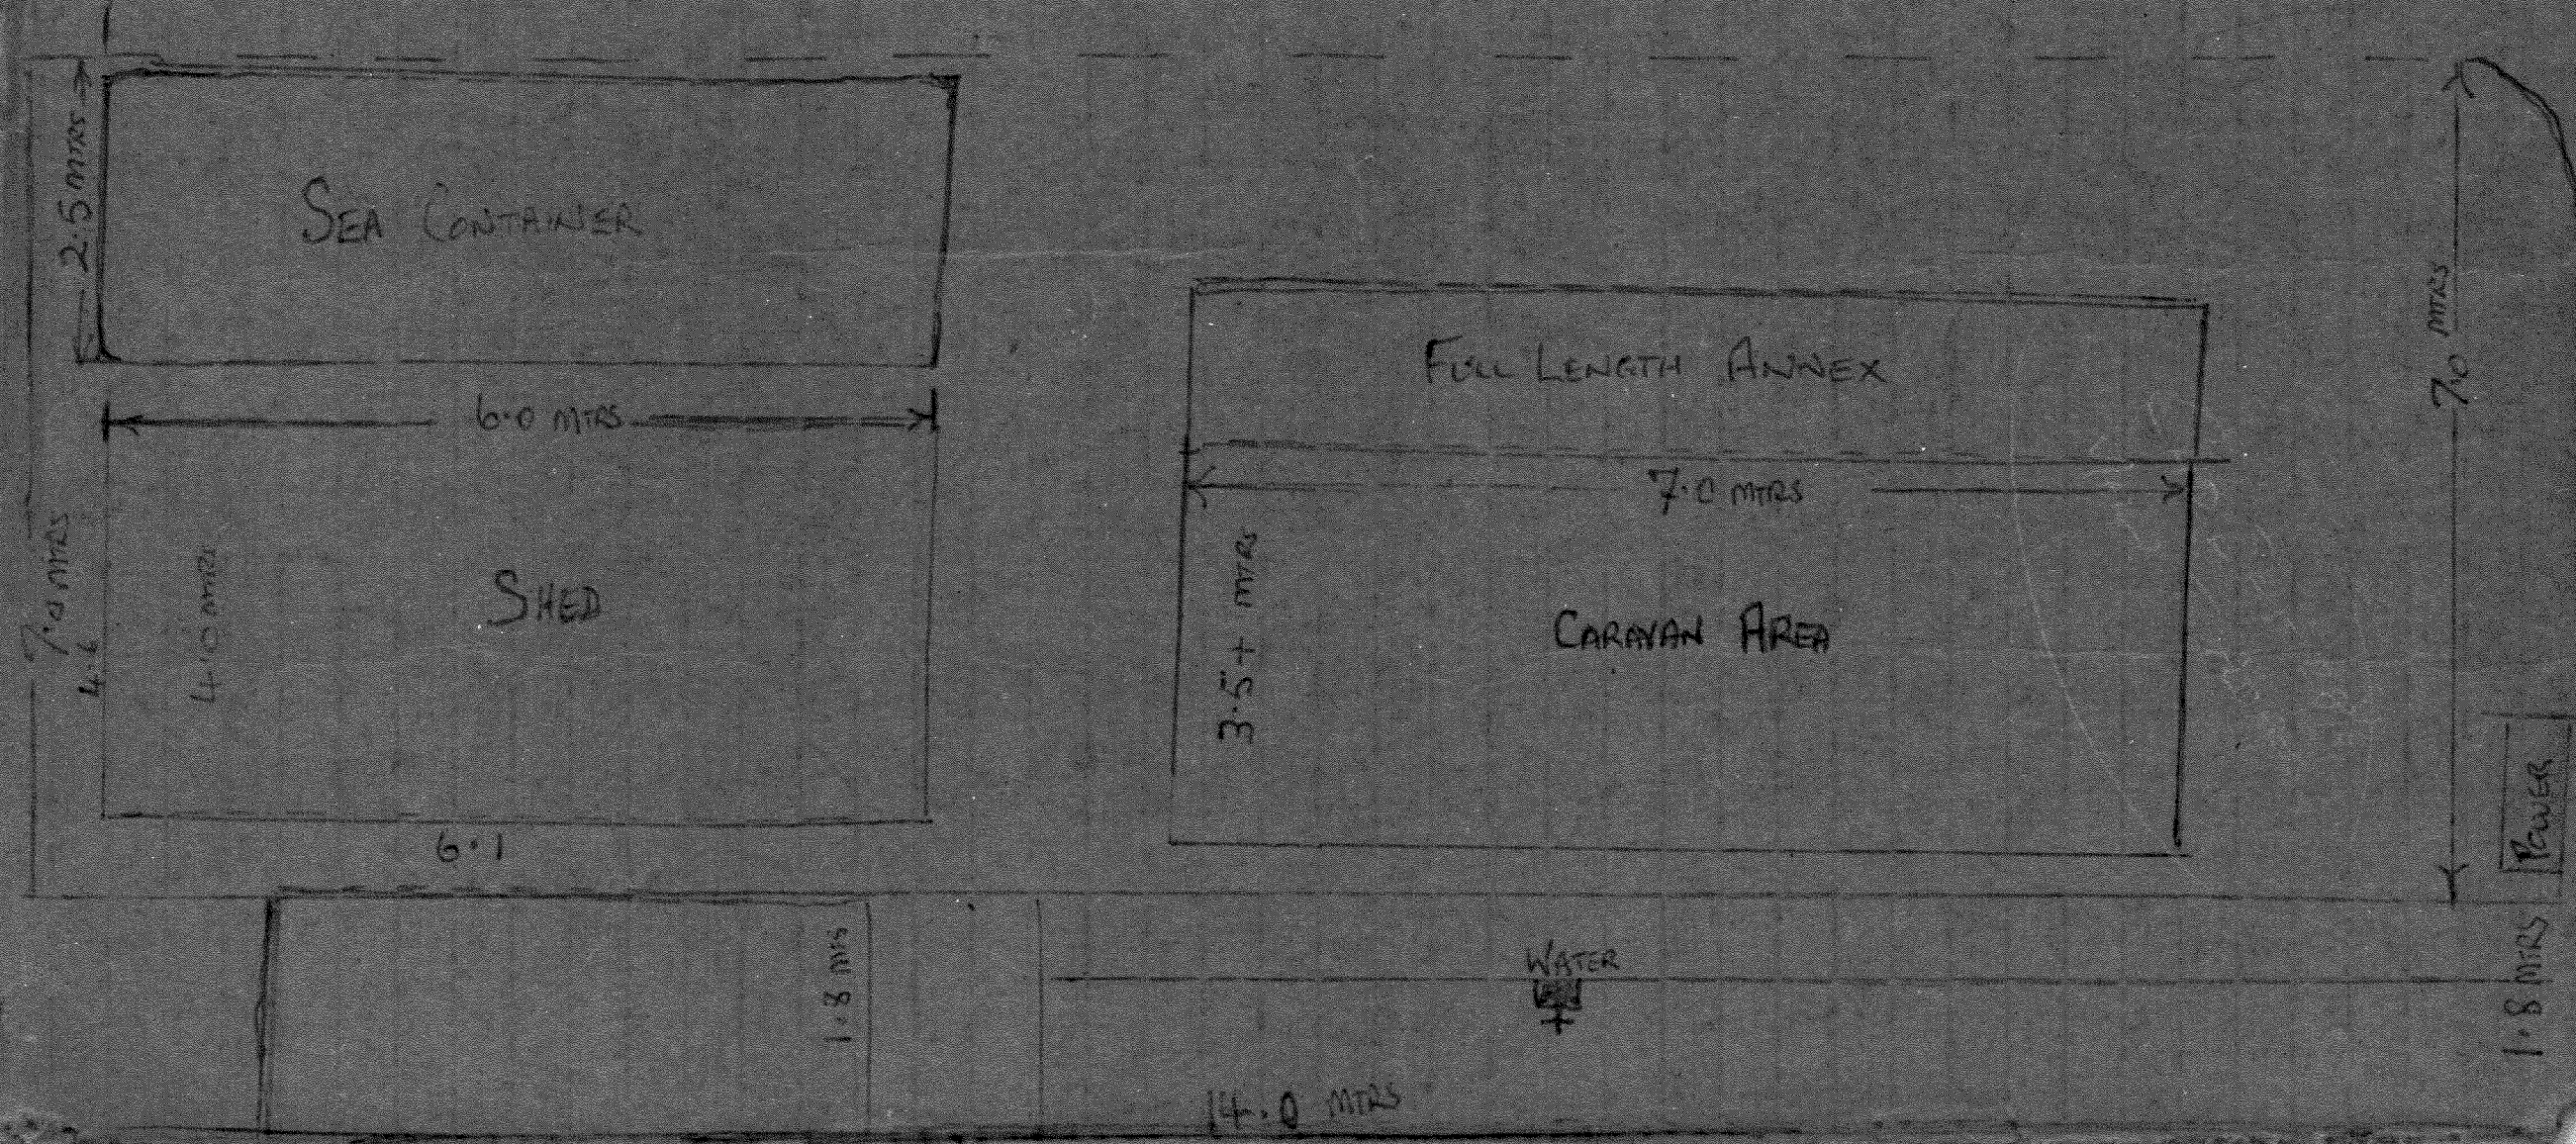 2.5 MTRS
SEA CONTAINER
6.0 MTRS
7.0 MTRS
4.6
4.0 MTRS
SHED
6.1
FULL LENGTH ANNEX
7.0 MTRS
3.5+ MTRS
CARAVAN AREA
7.0 MTRS
POWER
1.8 MTRS
1.8 MTS
WATER
14.0 MTRS